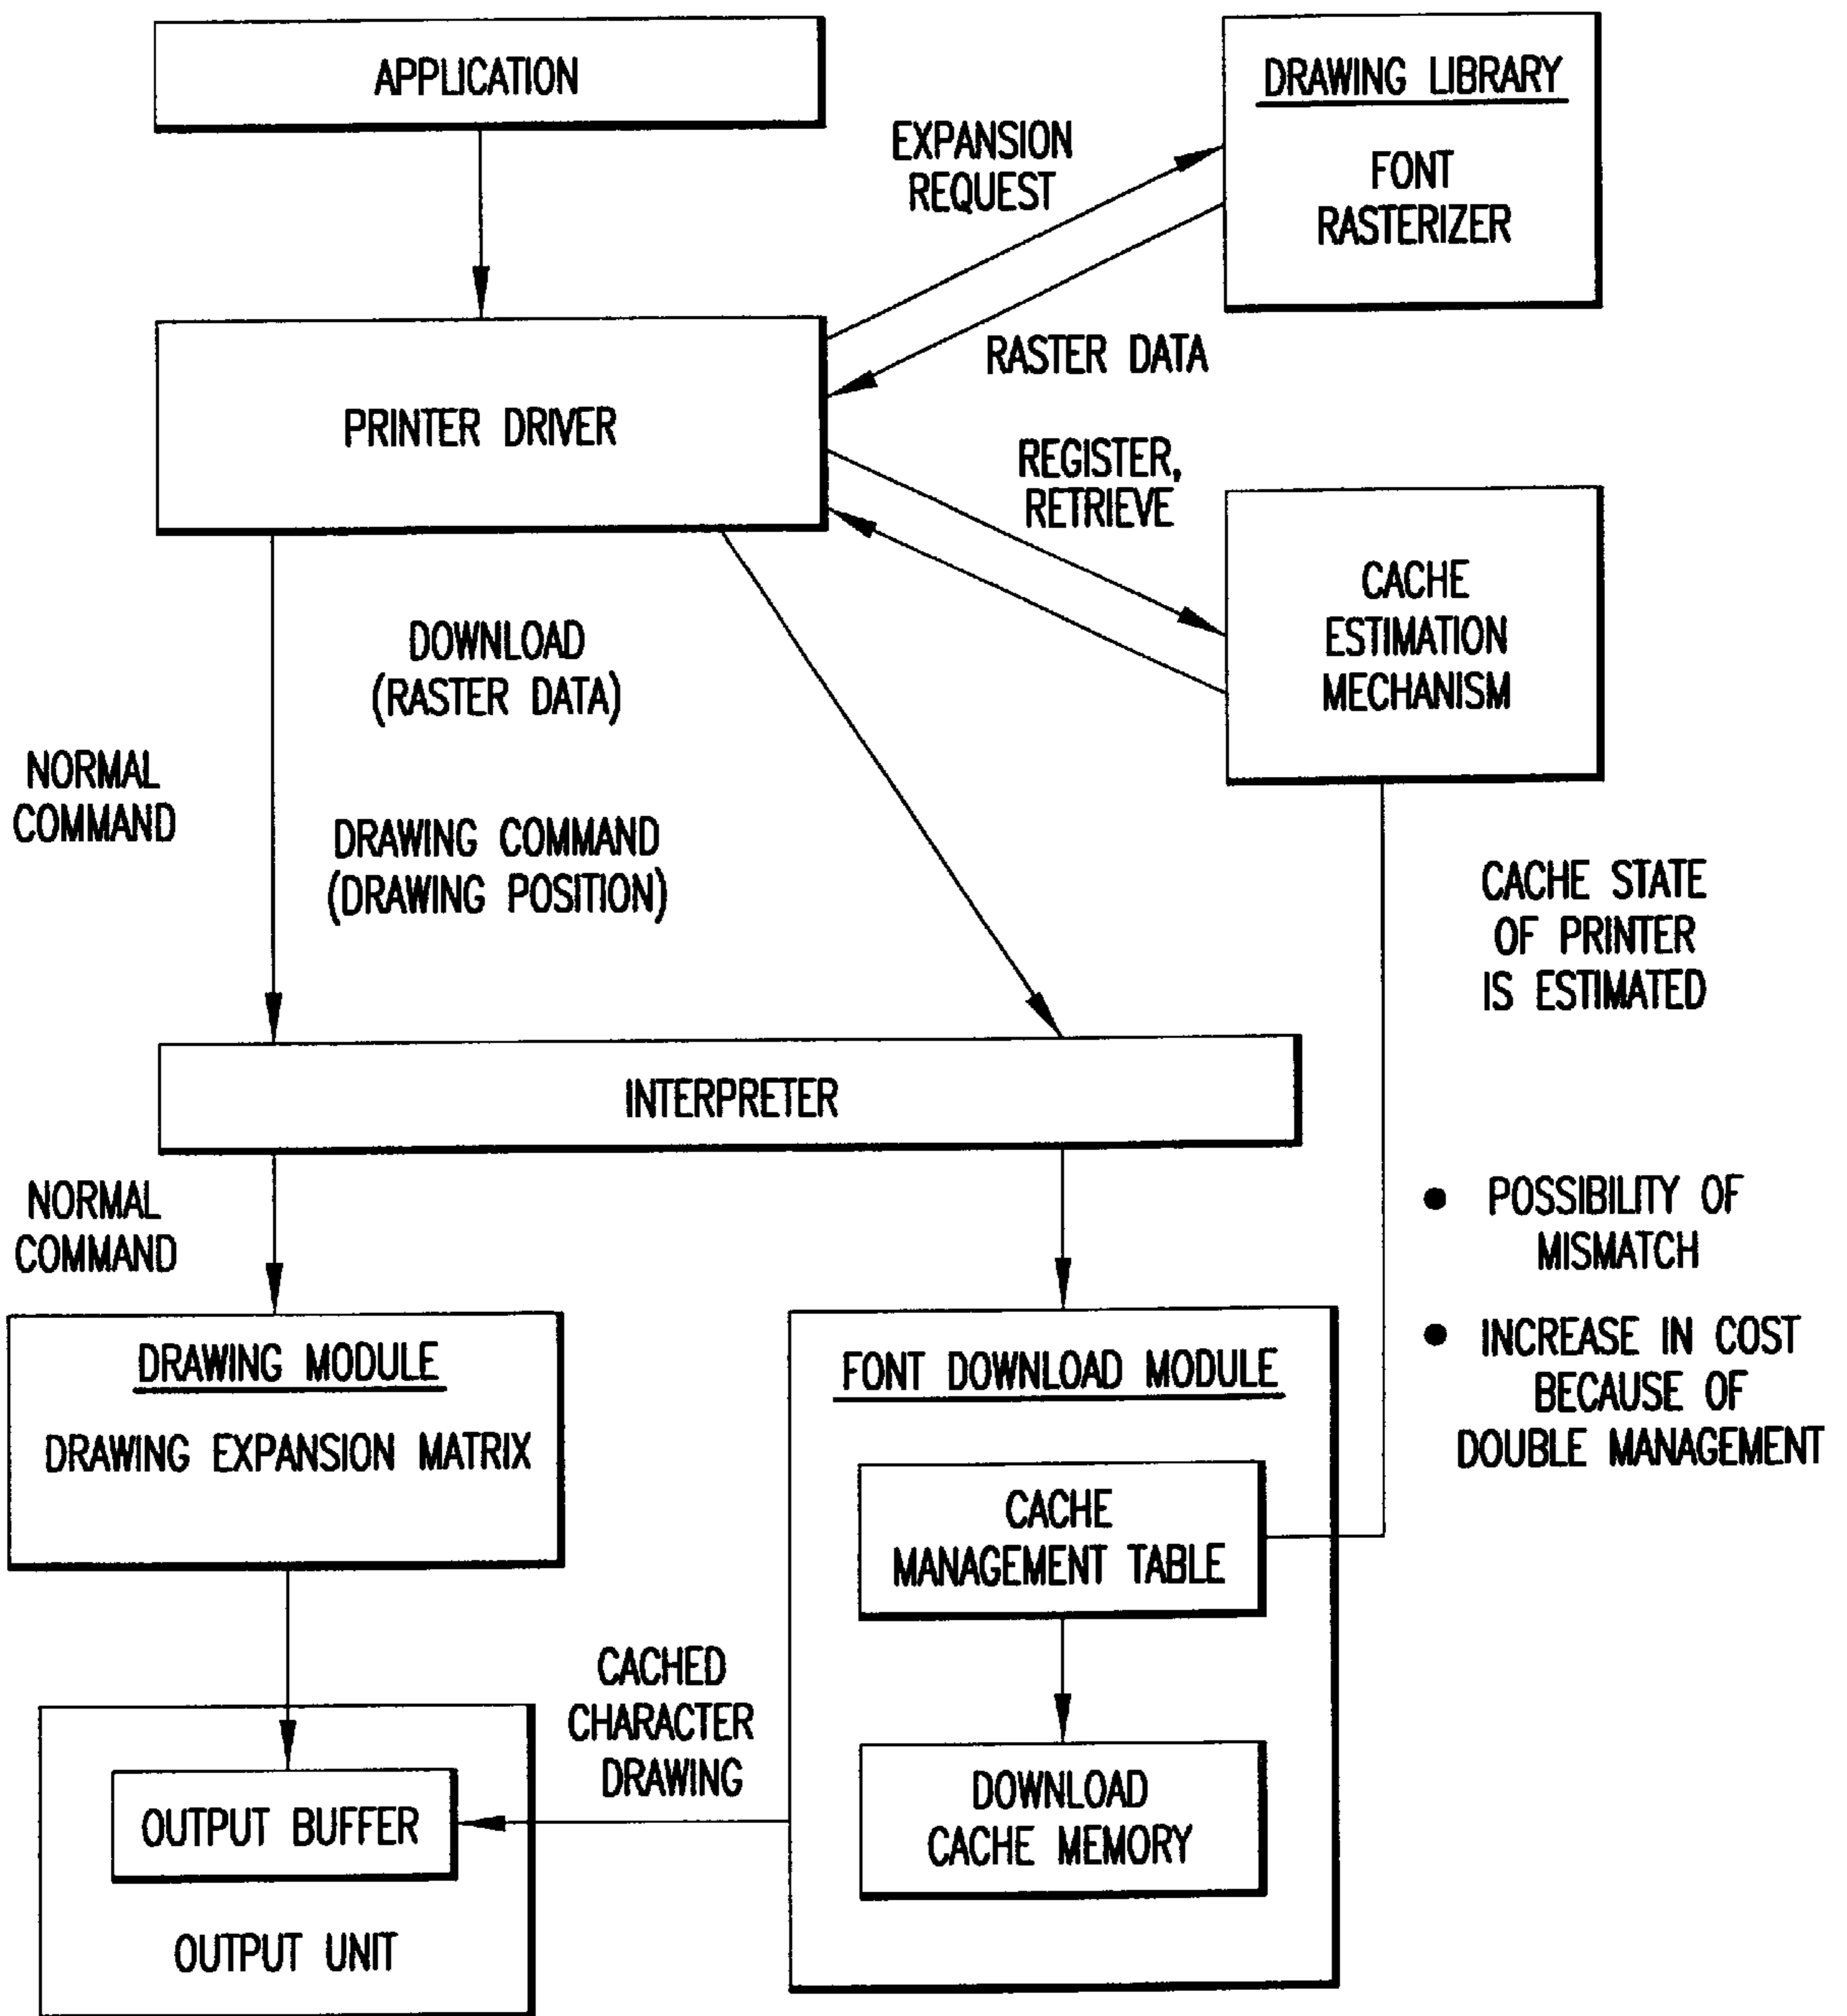 APPLICATION
DRAWING LIBRARY
FONT
RASTERIZER
EXPANSION
REQUEST
RASTER DATA
PRINTER DRIVER
REGISTER,
RETRIEVE
CACHE
ESTIMATION
MECHANISM
DOWNLOAD
(RASTER DATA)
NORMAL
COMMAND
DRAWING COMMAND
(DRAWING POSITION)
CACHE STATE
OF PRINTER
IS ESTIMATED
INTERPRETER
NORMAL
COMMAND
● POSSIBILITY OF
MISMATCH
● INCREASE IN COST
BECAUSE OF
DOUBLE MANAGEMENT
DRAWING MODULE
DRAWING EXPANSION MATRIX
FONT DOWNLOAD MODULE
CACHE
MANAGEMENT TABLE
CACHED
CHARACTER
DRAWING
DOWNLOAD
CACHE MEMORY
OUTPUT BUFFER
OUTPUT UNIT